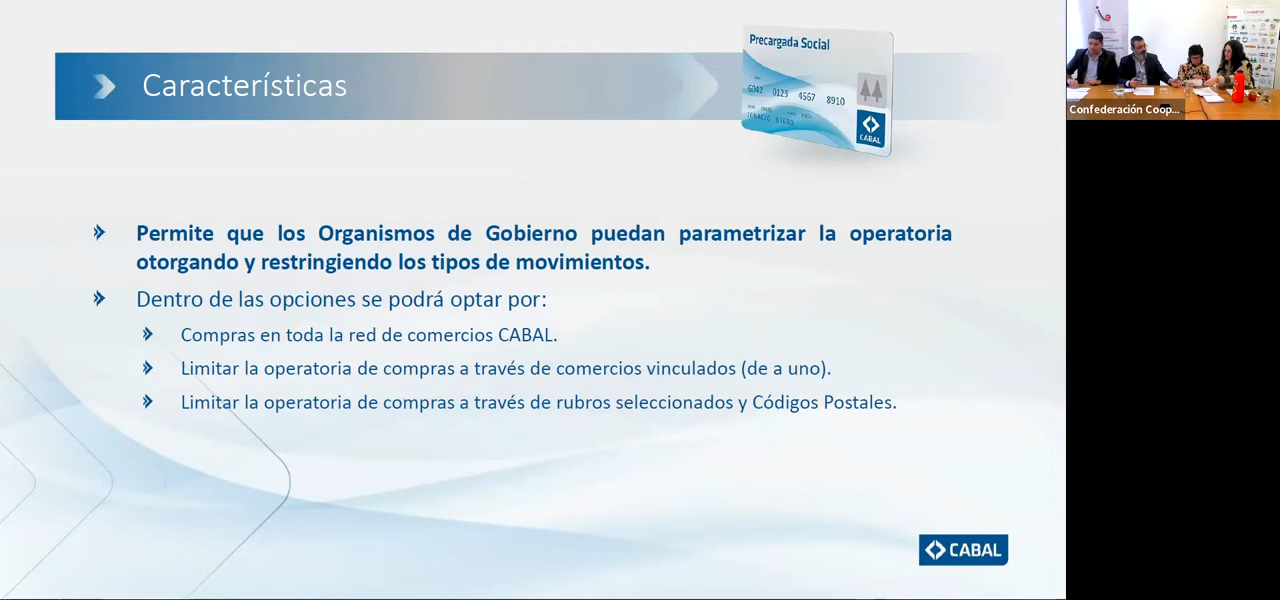 Características
Precargada Social
6042 0123 4567 8910
CABAL
Permite que los Organismos de Gobierno puedan parametrizar la operatoria
otorgando y restringiendo los tipos de movimientos.
Dentro de las opciones se podrá optar por:
Compras en toda la red de comercios CABAL.
Limitar la operatoria de compras a través de comercios vinculados (de a uno).
Limitar la operatoria de compras a través de rubros seleccionados y Códigos Postales.
CABAL
Confederación Coop...